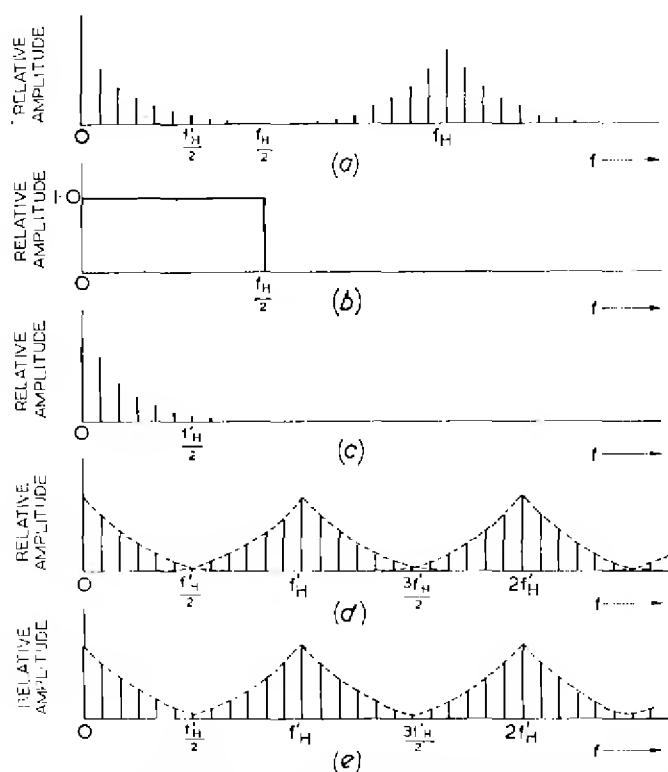 RELATIVE
AMPLITUDE
O
f'H/2
fH/2
fH
(a)
f
RELATIVE
AMPLITUDE
1·O
O
fH/2
(b)
f
RELATIVE
AMPLITUDE
O
f'H/2
(c)
f
RELATIVE
AMPLITUDE
O
f'H/2
f'H
3f'H/2
2f'H
(d)
f
RELATIVE
AMPLITUDE
O
f'H/2
f'H
3f'H/2
2f'H
(e)
f